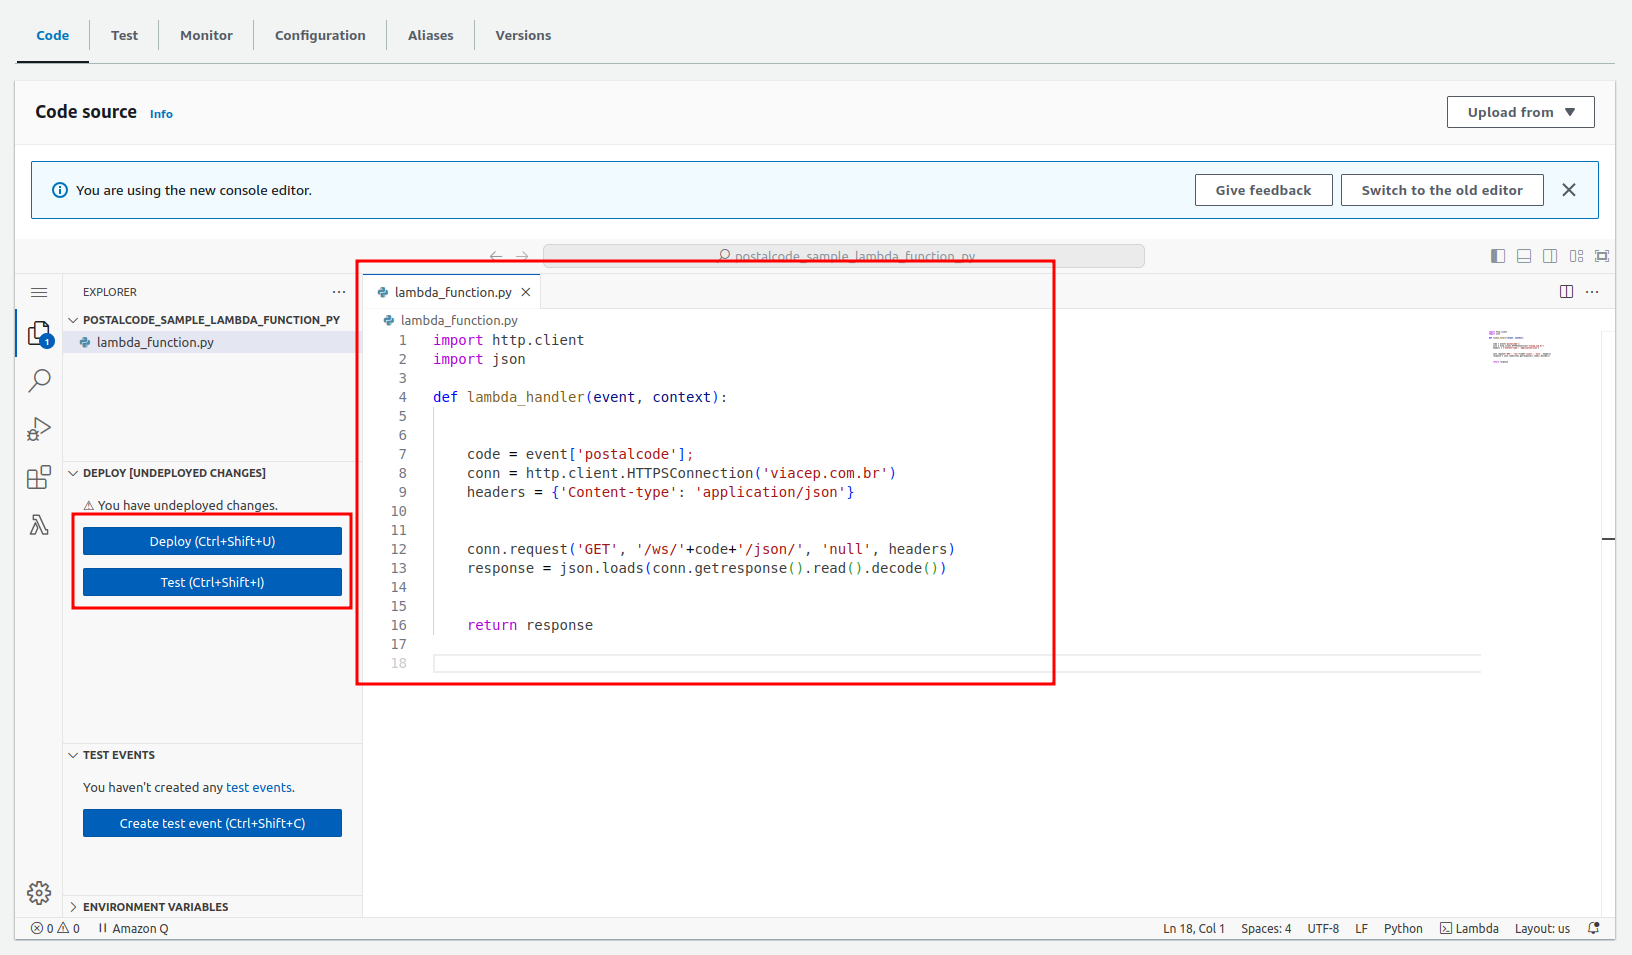 Code Test Monitor Configuration Aliases Versions
Code source Info
Upload from
You are using the new console editor.
Give feedback
Switch to the old editor
postalcode_sample_lambda_function_py
EXPLORER
POSTALCODE_SAMPLE_LAMBDA_FUNCTION_PY
lambda_function.py
1
DEPLOY [UNDEPLOYED CHANGES]
You have undeployed changes.
Deploy (Ctrl+Shift+U)
Test (Ctrl+Shift+I)
TEST EVENTS
You haven't created any test events.
Create test event (Ctrl+Shift+C)
ENVIRONMENT VARIABLES
lambda_function.py
lambda_function.py
1 import http.client
2 import json
3
4 def lambda_handler(event, context):
5
6
7 code = event['postalcode'];
8 conn = http.client.HTTPSConnection('viacep.com.br')
9 headers = {'Content-type': 'application/json'}
10
11
12 conn.request('GET', '/ws/'+code+'/json/', 'null', headers)
13 response = json.loads(conn.getresponse().read().decode())
14
15
16 return response
17
18
0 0 Amazon Q
Ln 18, Col 1 Spaces: 4 UTF-8 LF Python Lambda Layout: us